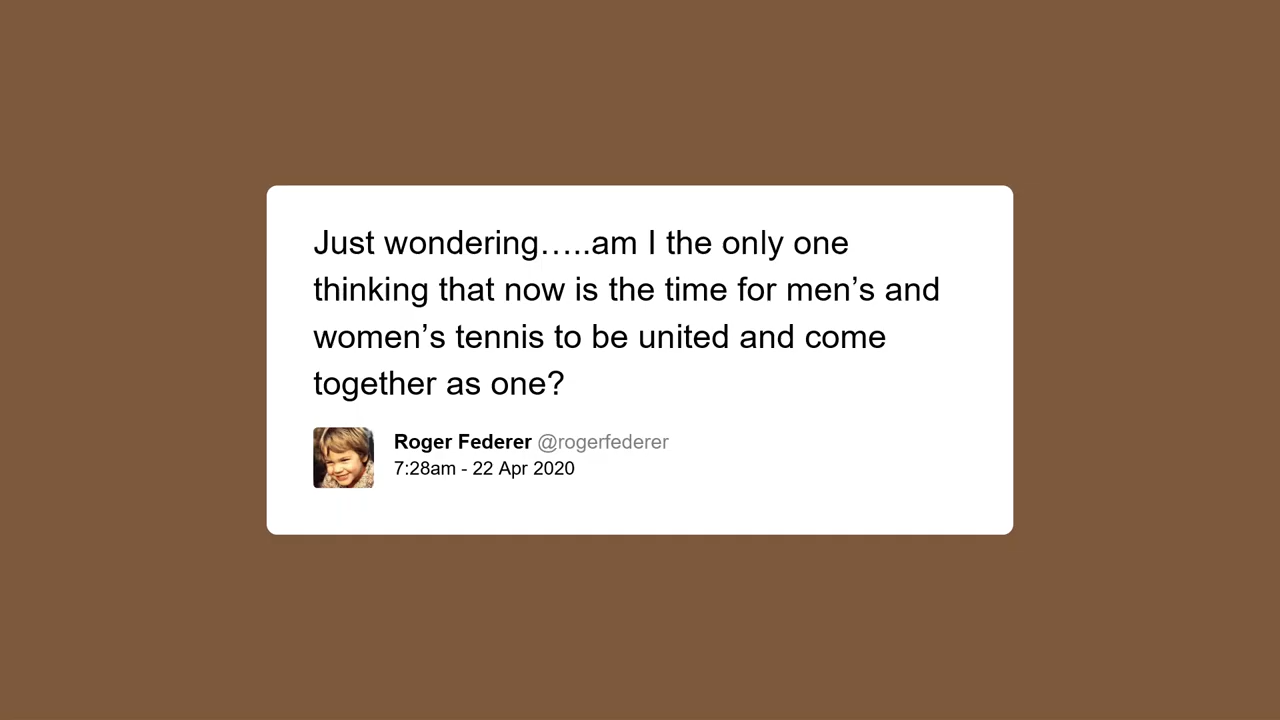 Just wondering…..am I the only one
thinking that now is the time for men’s and
women’s tennis to be united and come
together as one?
Roger Federer @rogerfederer
7:28am - 22 Apr 2020